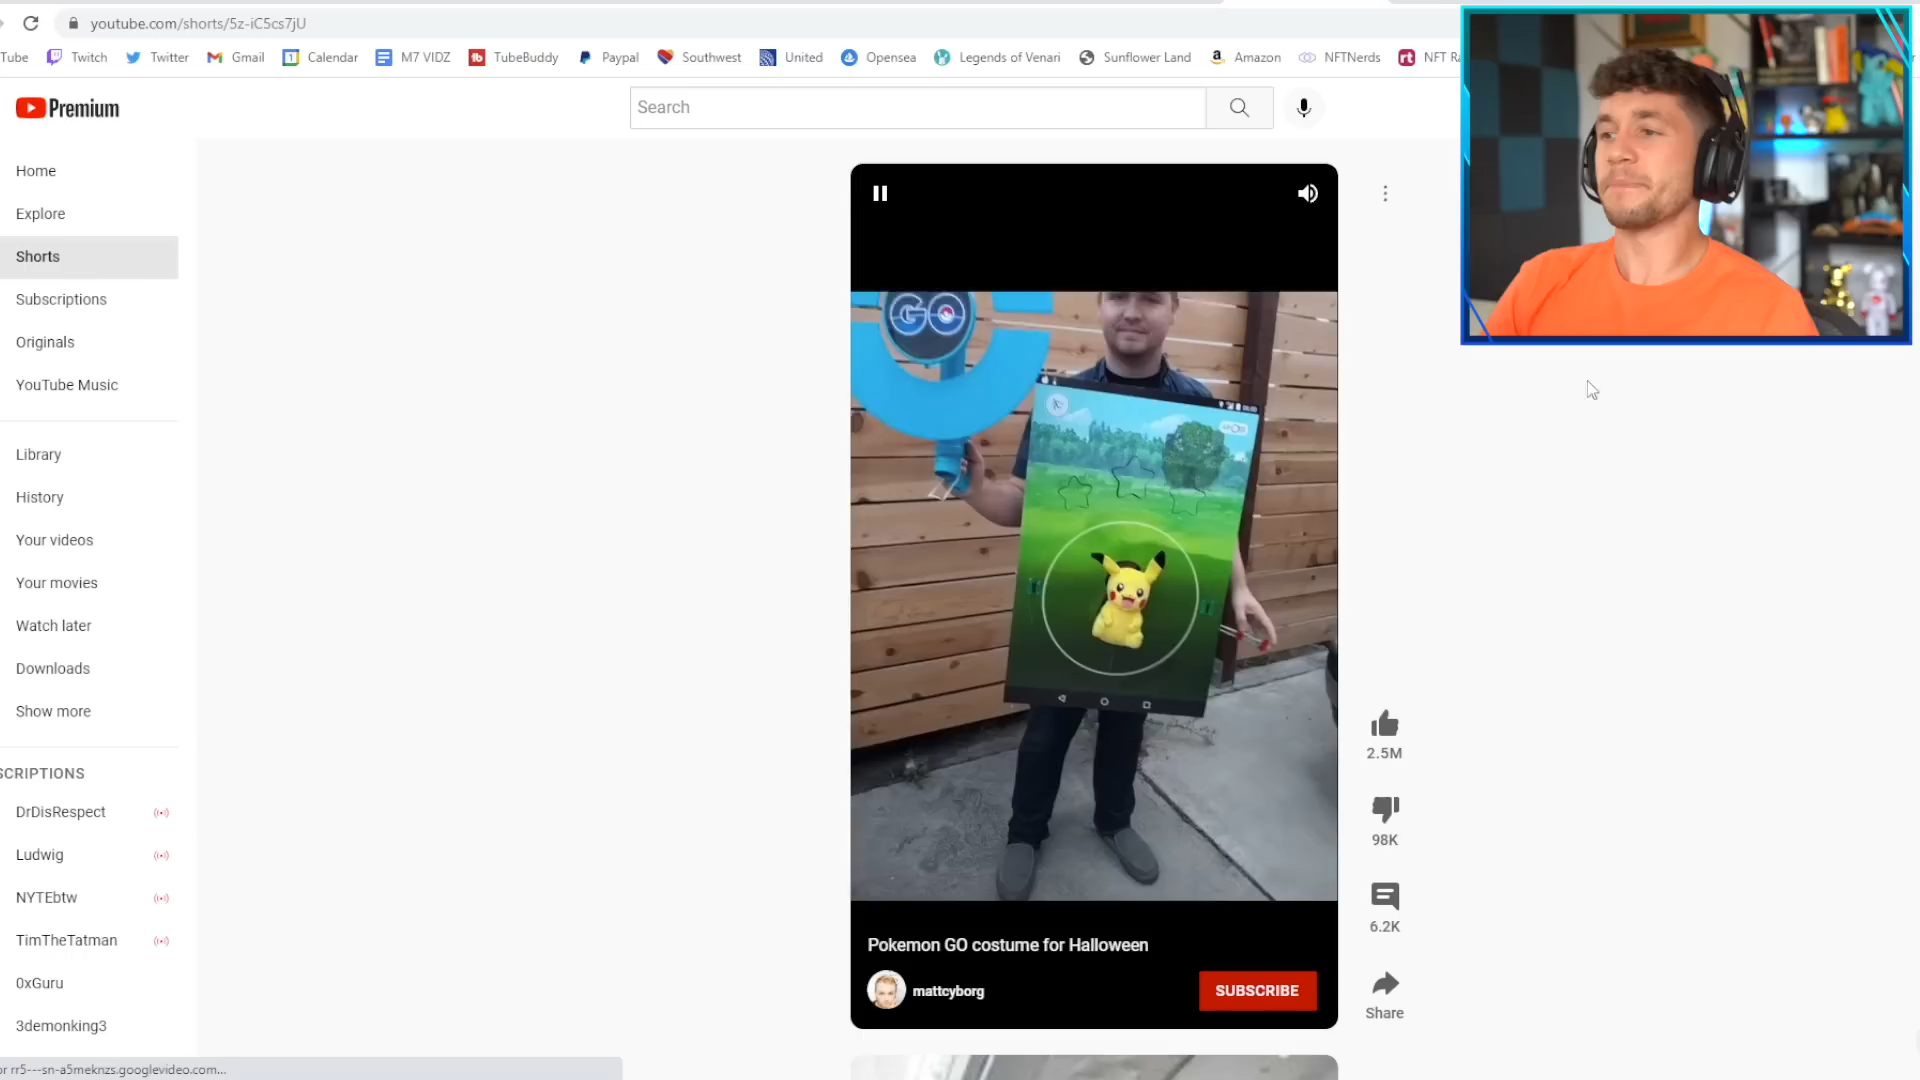 youtube.com/shorts/5z-iC5cs7jU
Tube Twitch Twitter Gmail Calendar M7 VIDZ TubeBuddy Paypal Southwest United Opensea Legends of Venari Sunflower Land Amazon NFTNerds NFT
Premium
Search
Home
Explore
Shorts
Subscriptions
Originals
YouTube Music
Library
History
Your videos
Your movies
Watch later
Downloads
Show more
SCRIPTIONS
DrDisRespect
Ludwig
NYTEbtw
TimTheTatman
0xGuru
3demonking3
GO
2.5M
98K
6.2K
Share
Pokemon GO costume for Halloween
mattcyborg
SUBSCRIBE
or rr5---sn-a5meknzs.googlevideo.com...